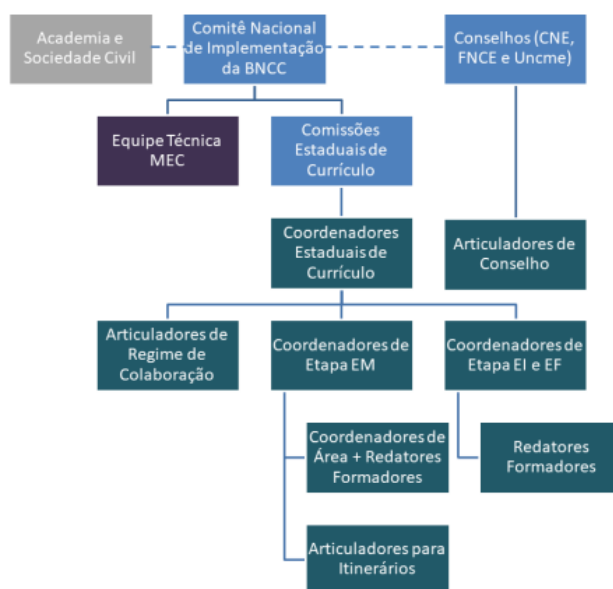 Academia e
Sociedade Civil
Comitê Nacional
de Implementação
da BNCC
Conselhos (CNE,
FNCE e Uncme)
Equipe Técnica
MEC
Comissões
Estaduais de
Currículo
Coordenadores
Estaduais de
Currículo
Articuladores de
Conselho
Articuladores de
Regime de
Colaboração
Coordenadores de
Etapa EM
Coordenadores de
Etapa EI e EF
Coordenadores de
Área + Redatores
Formadores
Redatores
Formadores
Articuladores para
Itinerários